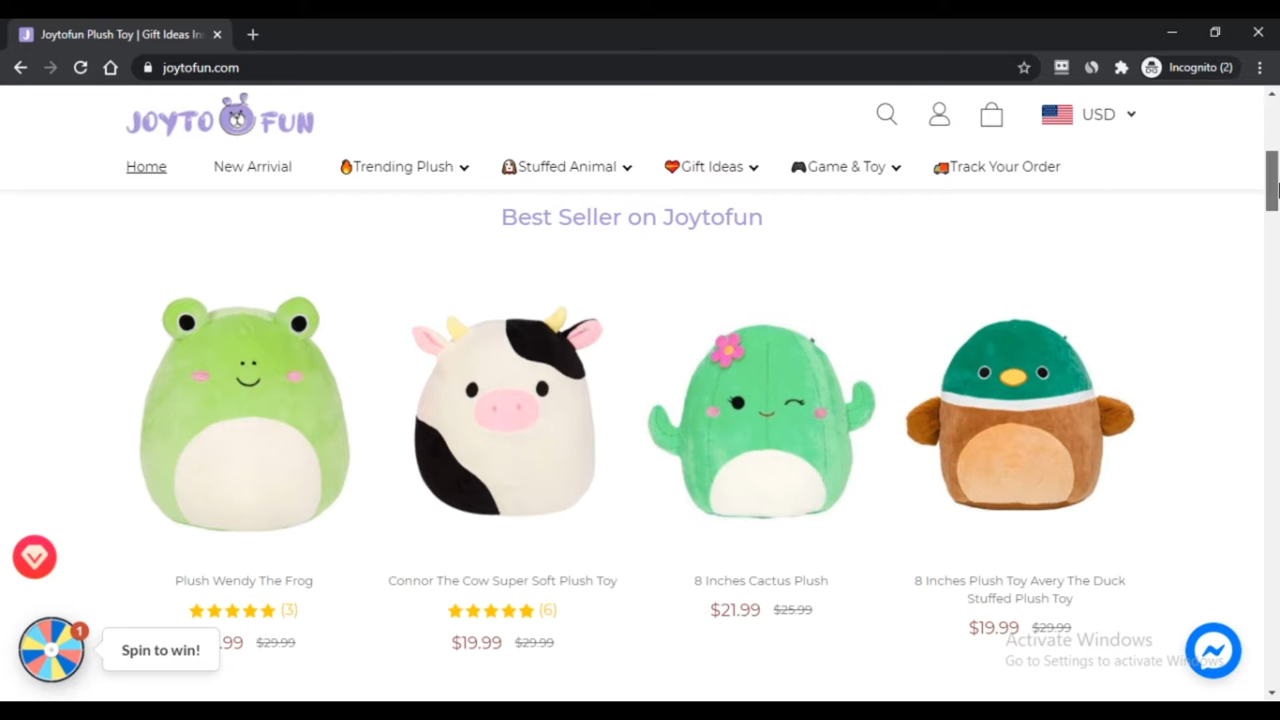 Joytofun Plush Toy | Gift Ideas In
joytofun.com
Incognito (2)
JOYTO FUN
USD
Home
New Arrivial
Trending Plush
Stuffed Animal
Gift Ideas
Game & Toy
Track Your Order
Best Seller on Joytofun
Plush Wendy The Frog
Connor The Cow Super Soft Plush Toy
8 Inches Cactus Plush
8 Inches Plush Toy Avery The Duck
Stuffed Plush Toy
(3)
(6)
$21.99 $25.99
.99 $29.99
$19.99 $29.99
$19.99 $29.99
1
Spin to win!
Activate Windows
Go to Settings to activate Windows.